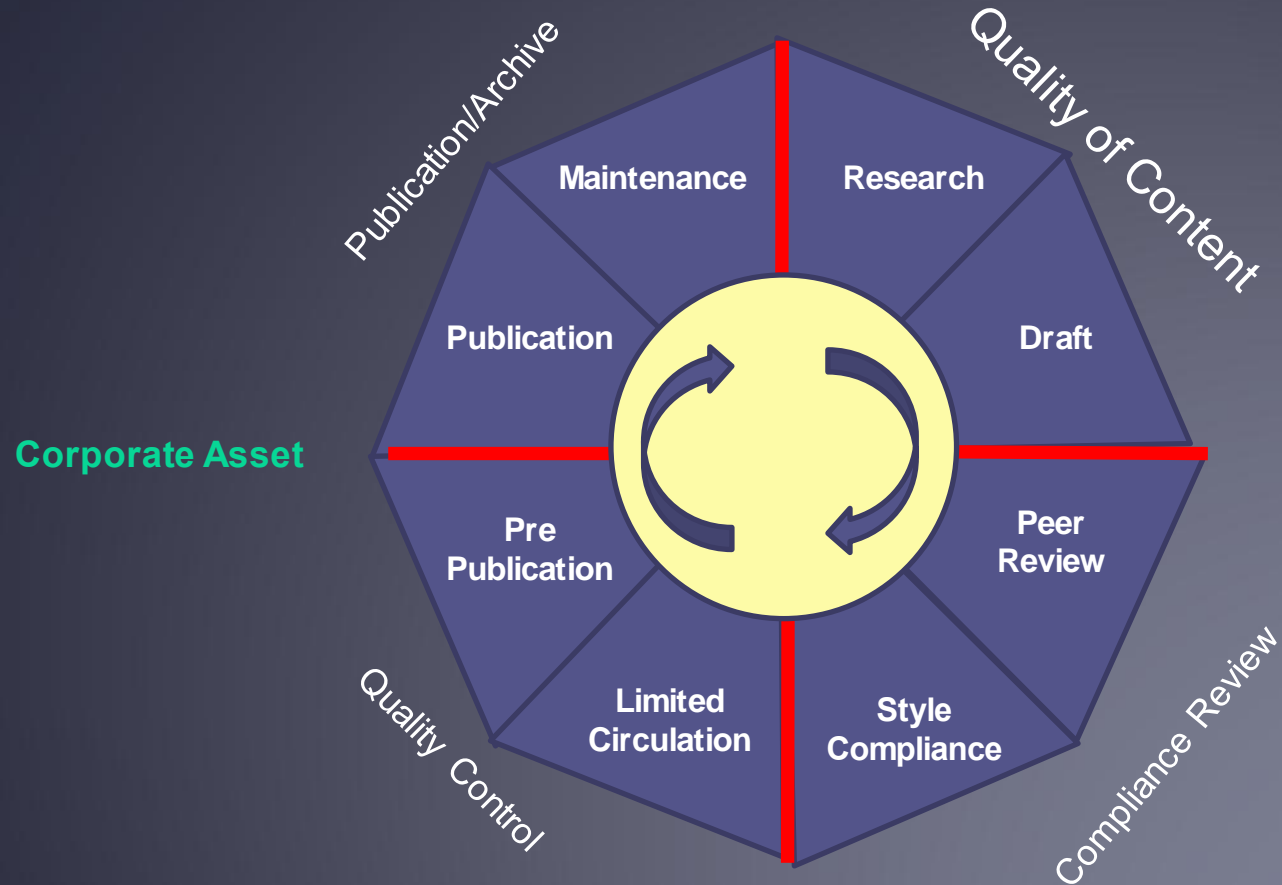 Quality of Content
Publication/Archive
Maintenance
Research
Publication
Draft
Corporate Asset
Pre
Publication
Peer
Review
Limited
Circulation
Style
Compliance
Quality Control
Compliance Review